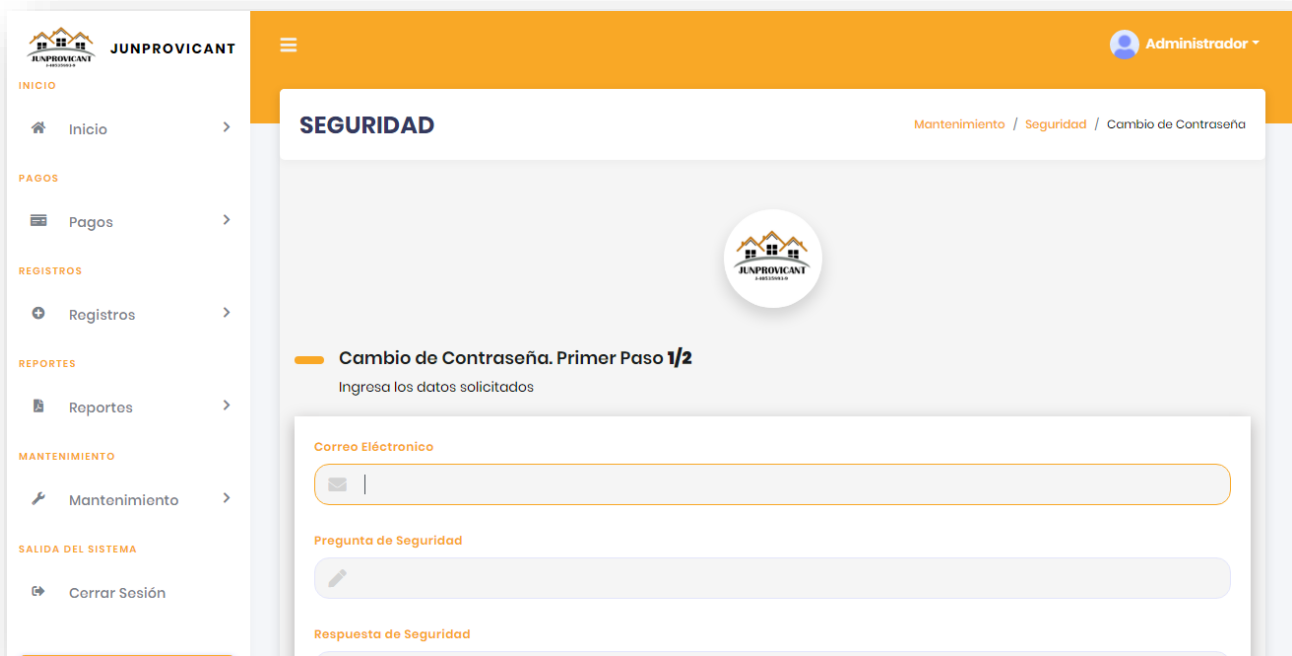 JUNPROVICANT
JUNPROVICANT
Administrador
INICIO
Inicio
SEGURIDAD
Mantenimiento / Seguridad / Cambio de Contraseña
PAGOS
Pagos
REGISTROS
Registros
JUNPROVICANT
REPORTES
Reportes
Cambio de Contraseña. Primer Paso 1/2
Ingresa los datos solicitados
MANTENIMIENTO
Mantenimiento
Correo Eléctronico
SALIDA DEL SISTEMA
Cerrar Sesión
Pregunta de Seguridad
Respuesta de Seguridad